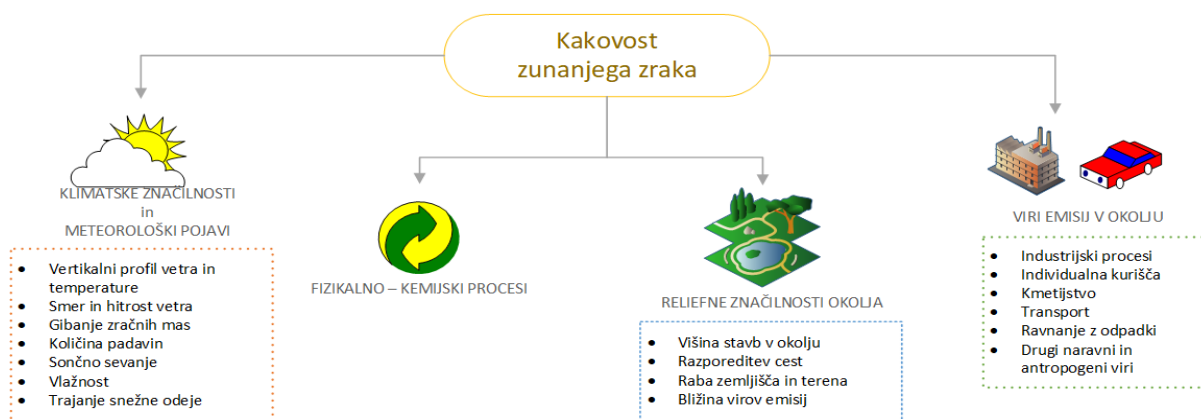 Kakovost
zunanjega zraka
KLIMATSKE ZNAČILNOSTI
in
METEOROLOŠKI POJAVI
• Vertikalni profil vetra in
temperature
• Smer in hitrost vetra
• Gibanje zračnih mas
• Količina padavin
• Sončno sevanje
• Vlažnost
• Trajanje snežne odeje
FIZIKALNO – KEMIJSKI PROCESI
RELIEFNE ZNAČILNOSTI OKOLJA
• Višina stavb v okolju
• Razporeditev cest
• Raba zemljišča in terena
• Bližina virov emisij
VIRI EMISIJ V OKOLJU
• Industrijski procesi
• Individualna kurišča
• Kmetijstvo
• Transport
• Ravnanje z odpadki
• Drugi naravni in
antropogeni viri